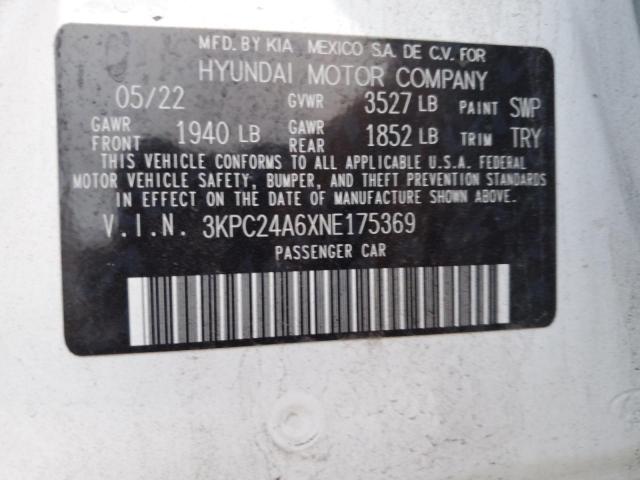 MFD. BY KIA MEXICO S.A. DE C.V. FOR
HYUNDAI MOTOR COMPANY
05/22 GVWR 3527 LB PAINT SWP
GAWR FRONT 1940 LB GAWR REAR 1852 LB TRIM TRY
THIS VEHICLE CONFORMS TO ALL APPLICABLE U.S.A. FEDERAL
MOTOR VEHICLE SAFETY, BUMPER, AND THEFT PREVENTION STANDARDS
IN EFFECT ON THE DATE OF MANUFACTURE SHOWN ABOVE.
V.I.N. 3KPC24A6XNE175369
PASSENGER CAR